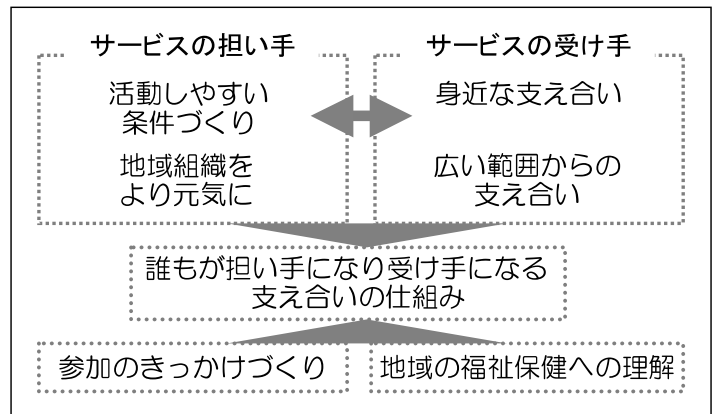 サービスの担い手
活動しやすい
条件づくり
地域組織を
より元気に
サービスの受け手
身近な支え合い
広い範囲からの
支え合い
誰もが担い手になり受け手になる
支え合いの仕組み
参加のきっかけづくり
地域の福祉保健への理解